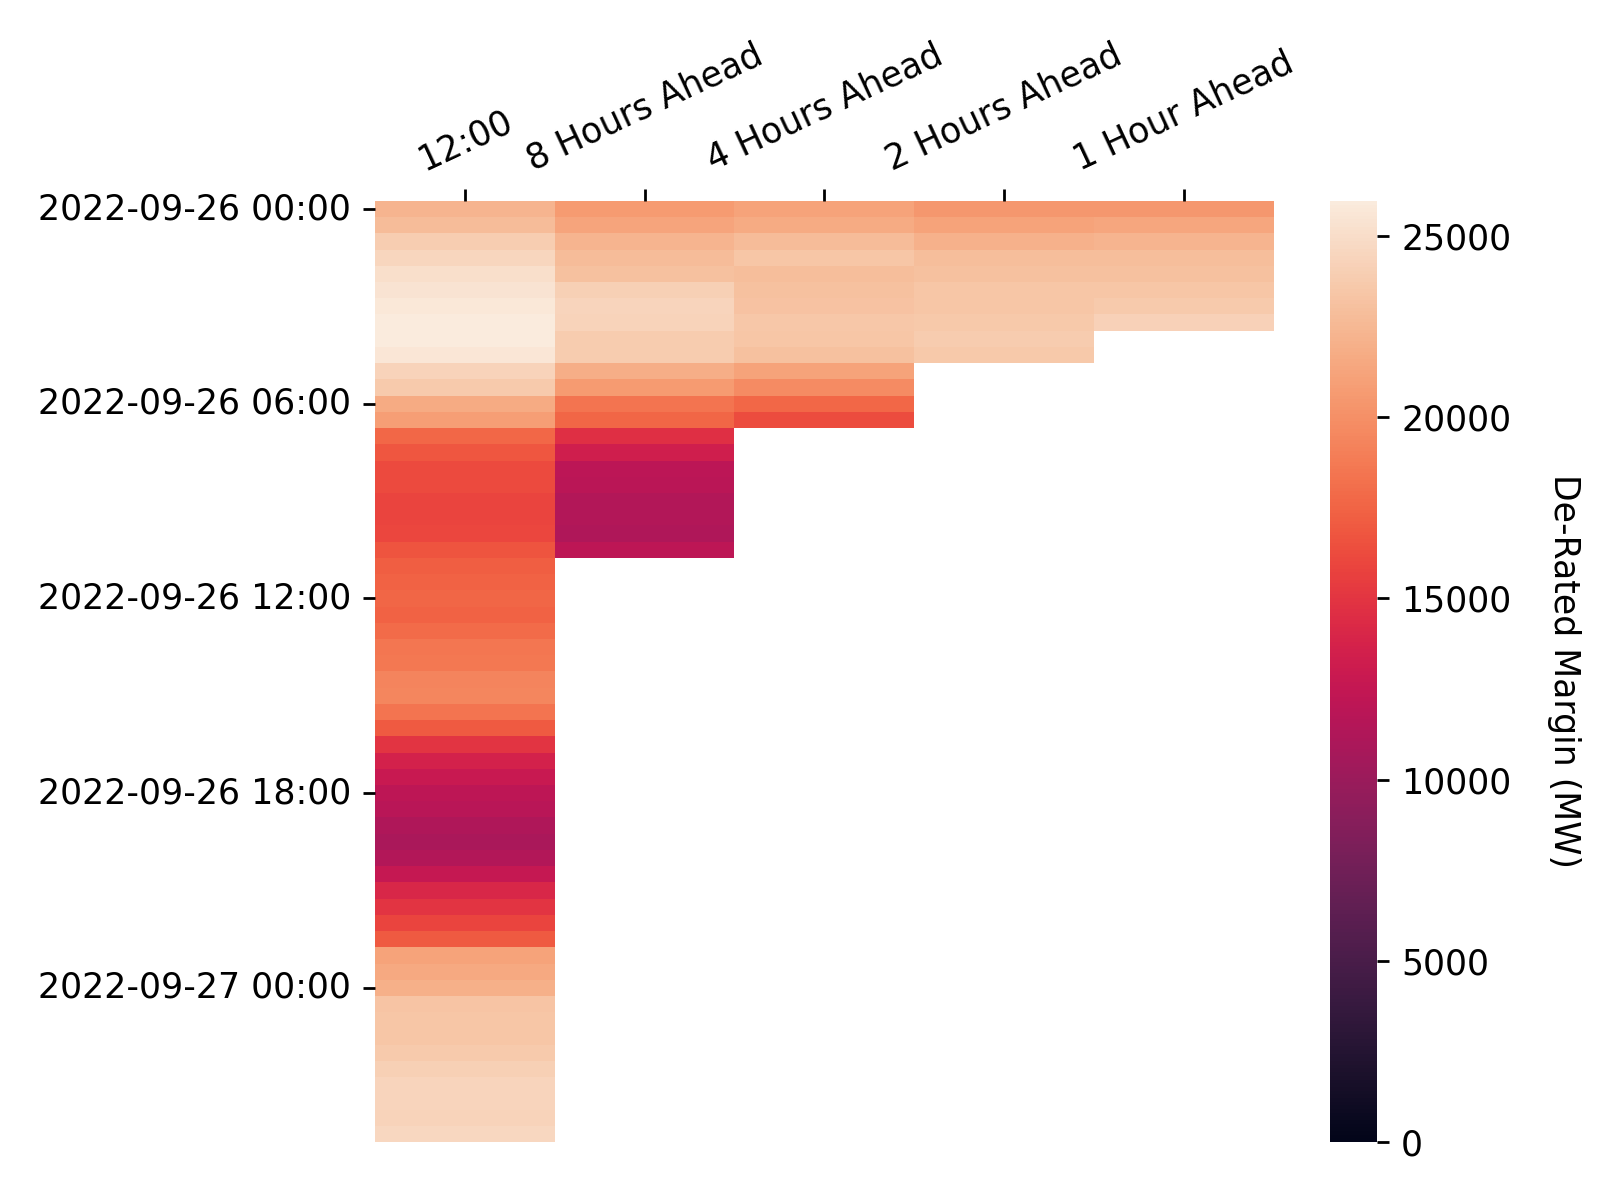 12:00
8 Hours Ahead
4 Hours Ahead
2 Hours Ahead
1 Hour Ahead
2022-09-26 00:00
2022-09-26 06:00
2022-09-26 12:00
2022-09-26 18:00
2022-09-27 00:00
25000
20000
15000
10000
5000
0
De-Rated Margin (MW)